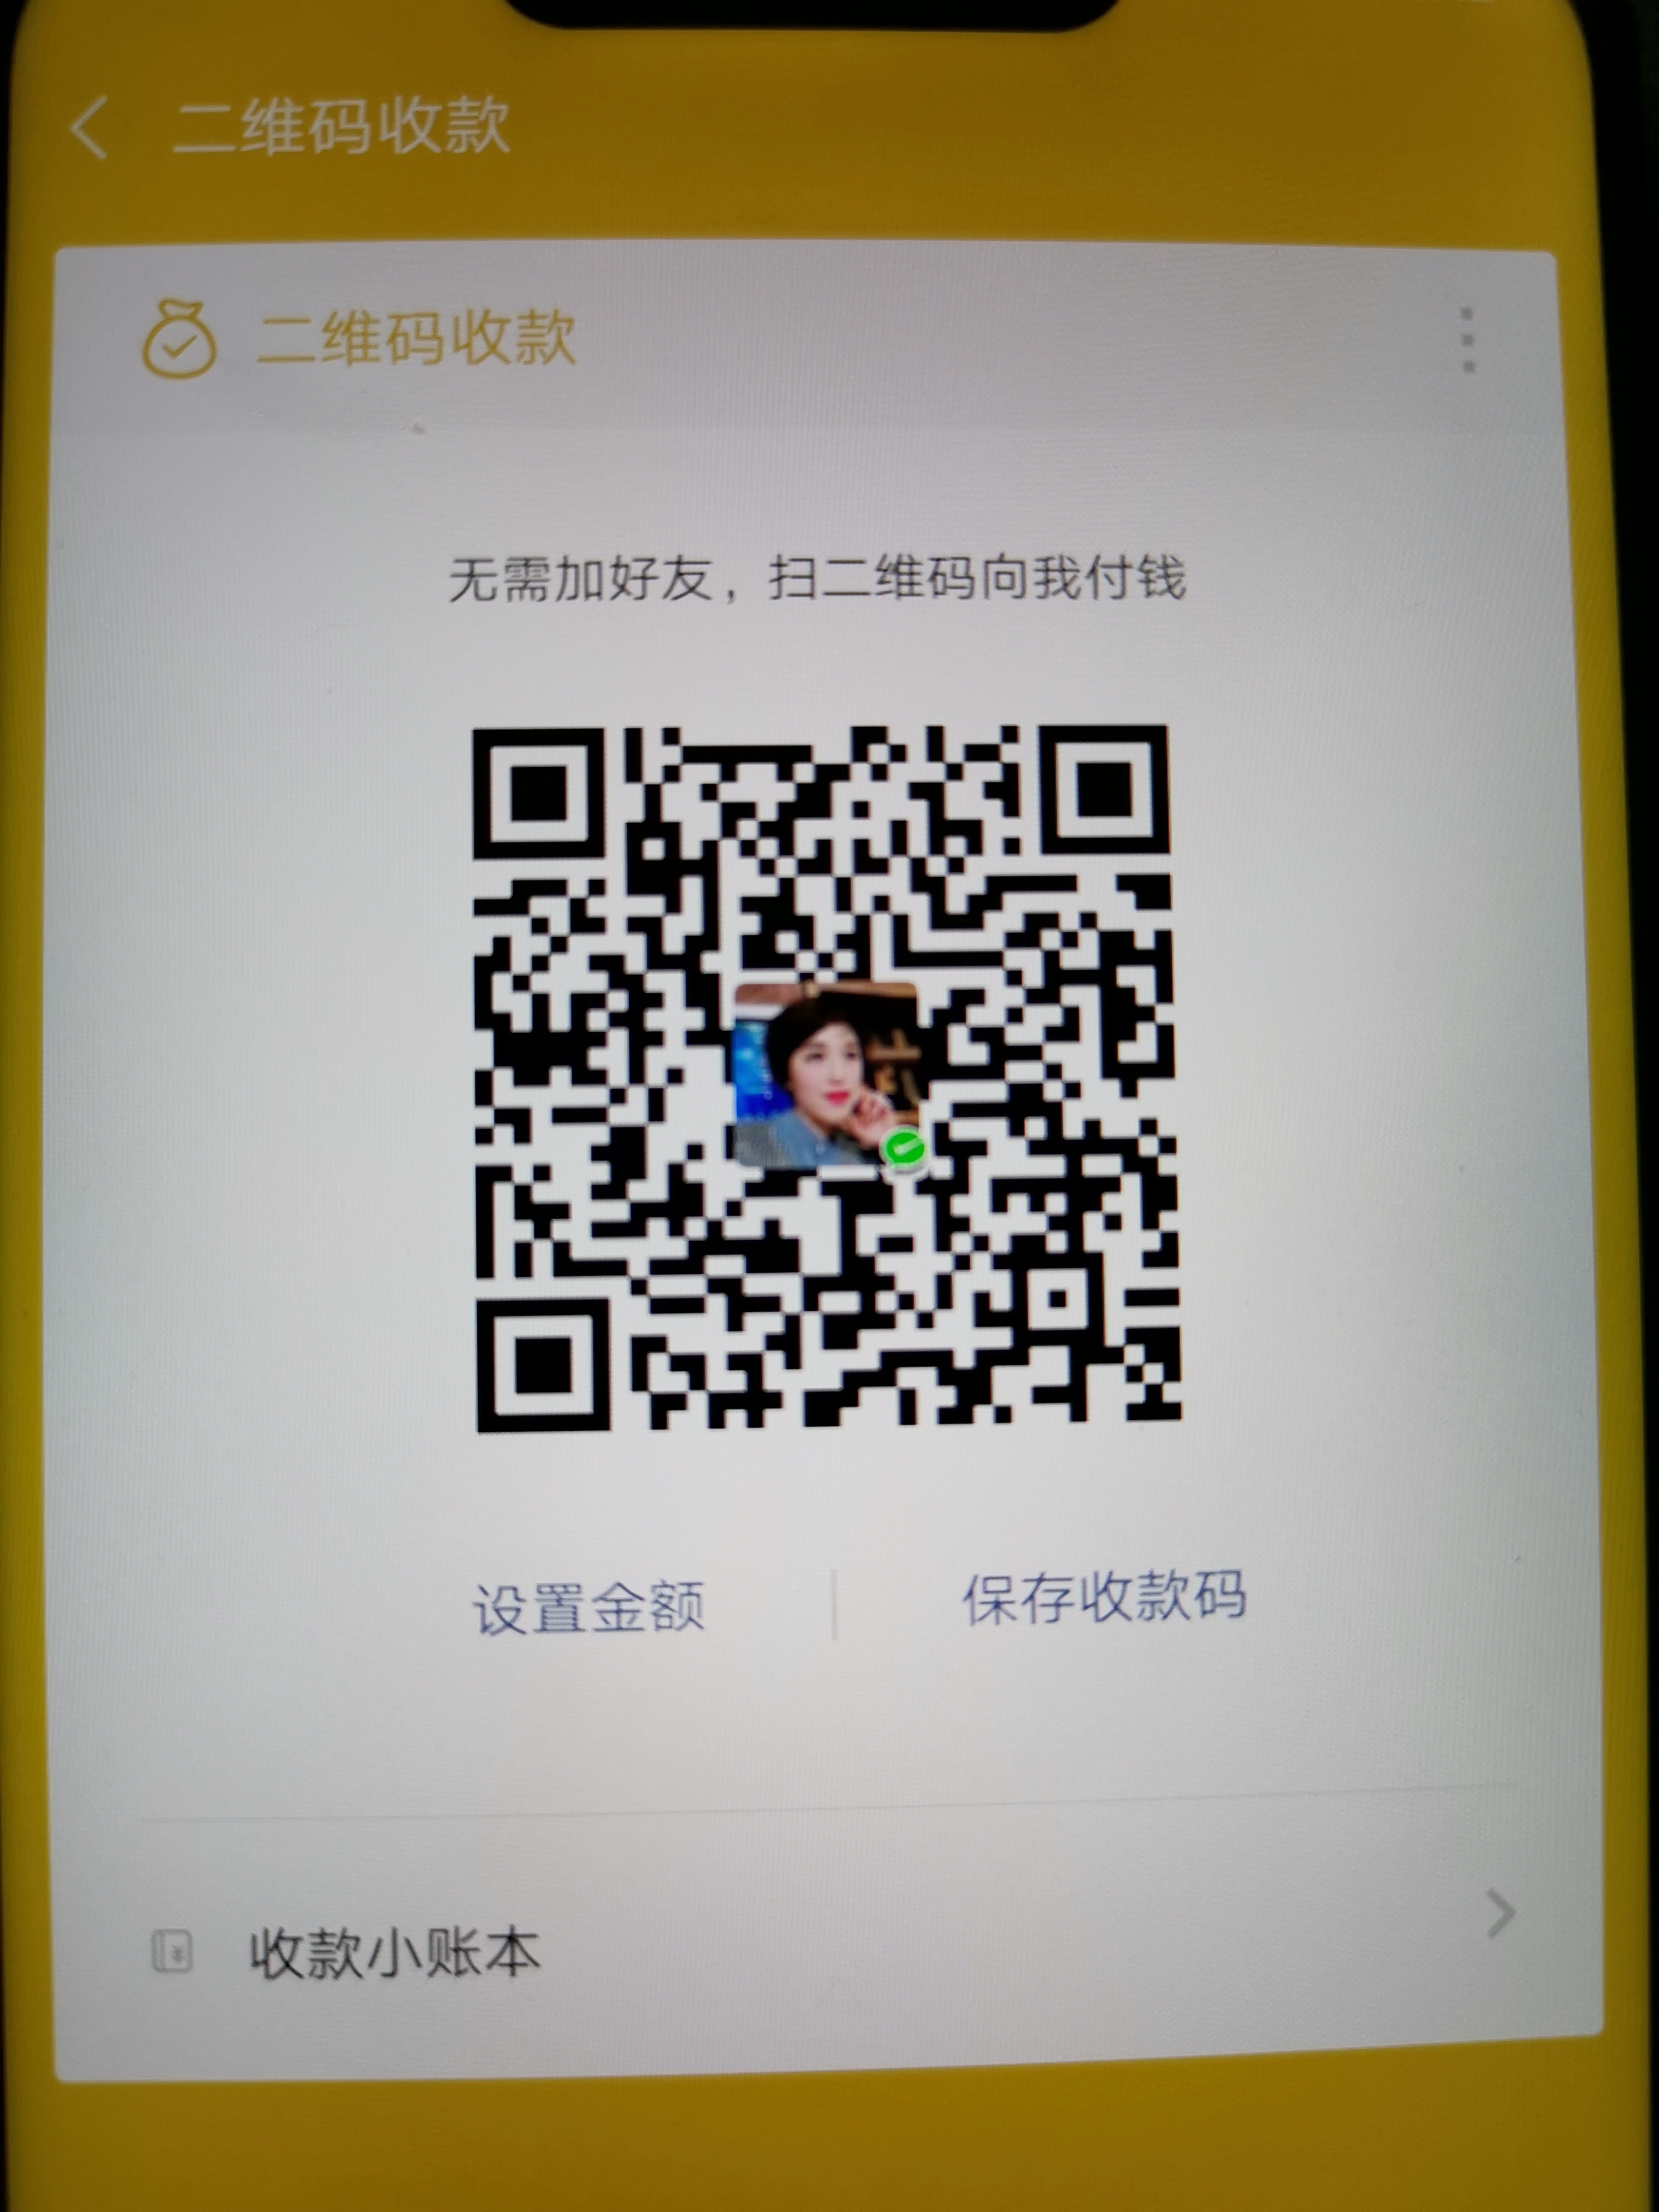 二维码收款
二维码收款
无需加好友，扫二维码向我付钱
设置金额
保存收款码
收款小账本